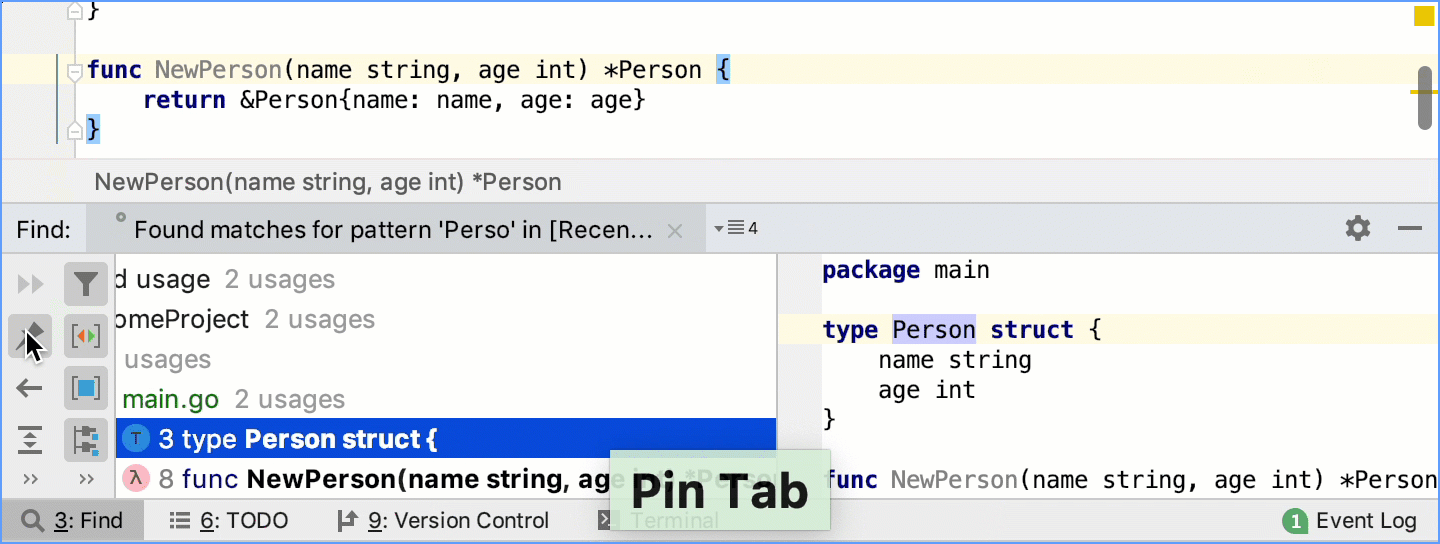 }
func NewPerson(name string, age int) *Person {
    return &Person{name: name, age: age}
}
NewPerson(name string, age int) *Person
Find: Found matches for pattern 'Perso' in [Recen... × 4
d usage 2 usages
omeProject 2 usages
usages
main.go 2 usages
T 3 type Person struct {
λ 8 func NewPerson(name string, age int) *Person
package main
type Person struct {
    name string
    age int
}
func NewPerson(name string, age int) *Person
Pin Tab
3: Find 6: TODO 9: Version Control Terminal 1 Event Log